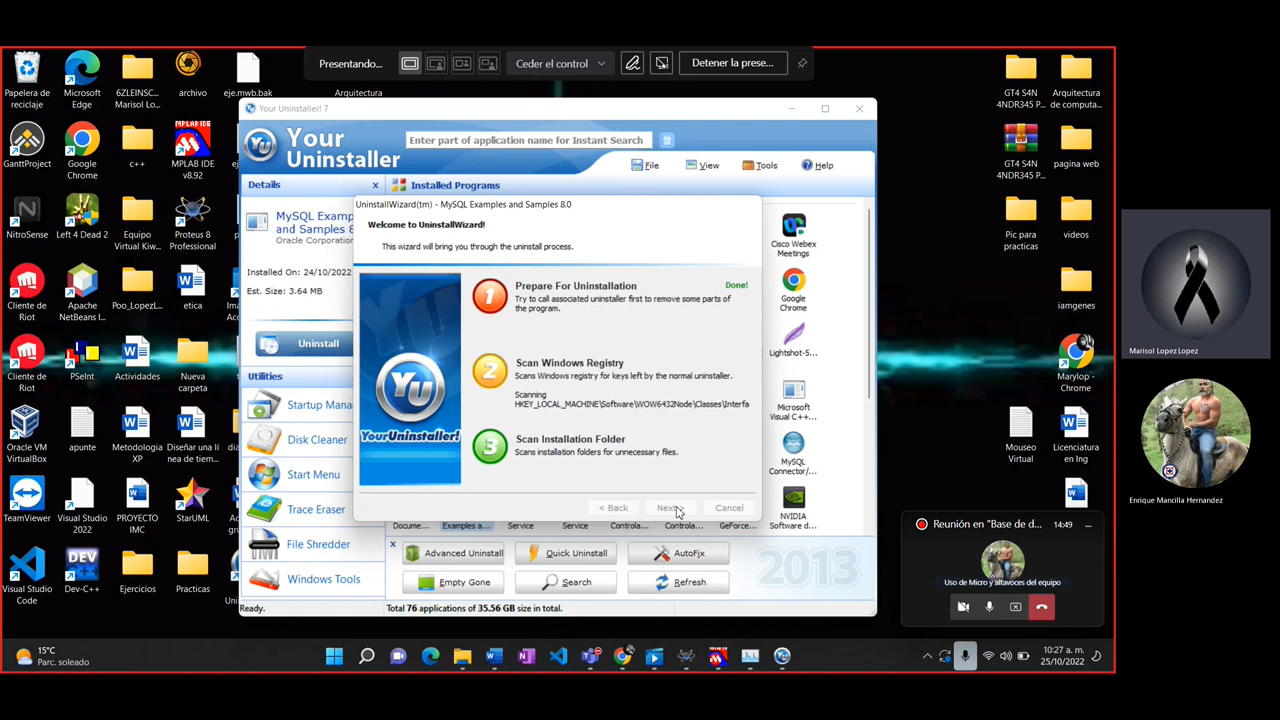 Presentando...
Ceder el control
Detener la prese...
Papelera de
reciclaje
Microsoft
Edge
6ZLEINSC...
Marisol Lo...
archivo
eje.mwb.bak
Arquitectura
GT4 S4N
4NDR345 P...
Arquitectura
de computa...
GanttProject
Google
Chrome
c++
MPLAB IDE
v8.92
GT4 S4N
4NDR345 P...
pagina web
NitroSense
Left 4 Dead 2
Equipo
Virtual Kiw...
Proteus 8
Professional
Pic para
practicas
videos
Cliente de
Riot
Apache
NetBeans I...
Poo_LopezL...
etica
iamgenes
Cliente de
Riot
PSeInt
Actividades
Nueva
carpeta
Marylop -
Chrome
Oracle VM
VirtualBox
apunte
Metodologia
XP
Diseñar una lí
nea de tiem...
Museo
Virtual
Licenciatura
en Ing
TeamViewer
Visual Studio
2022
PROYECTO
IMC
StarUML
Visual Studio
Code
Dev-C++
Ejercicios
Practicas
Your Uninstaller! 7
Your
Uninstaller
Enter part of application name for Instant Search
File
View
Tools
Help
Details
x
Installed Programs
MySQL Examp
and Samples 8
Oracle Corporation
Installed On: 24/10/2022
Est. Size: 3.64 MB
Uninstall
Utilities
Startup Mana
Disk Cleaner
Start Menu
Trace Eraser
File Shredder
Windows Tools
UninstallWizard(tm) - MySQL Examples and Samples 8.0
Welcome to UninstallWizard!
This wizard will bring you through the uninstall process.
YU
YourUninstaller!
1
Prepare For Uninstallation
Done!
Try to call associated uninstaller first to remove some parts of
the program.
2
Scan Windows Registry
Scans Windows registry for keys left by the normal uninstaller.
Scanning
HKEY_LOCAL_MACHINE\Software\WOW6432Node\Classes\Interfa
3
Scan Installation Folder
Scans installation folders for unnecessary files.
< Back
Next >
Cancel
Cisco Webex
Meetings
Google
Chrome
Lightshot-5...
Microsoft
Visual C++...
MySQL
Connector/...
NVIDIA
Software d...
Docume...
Examples a...
Service
Service
Controla...
Controla...
GeForce...
Advanced Uninstall
Quick Uninstall
AutoFix
Empty Gone
Search
Refresh
2013
Ready.
Total 76 applications of 35.56 GB size in total.
Reunión en "Base de d...
14:49
Uso de Micro y altavoces del equipo
Marisol Lopez Lopez
Enrique Mancilla Hernandez
15°C
Parc. soleado
10:27 a. m.
25/10/2022